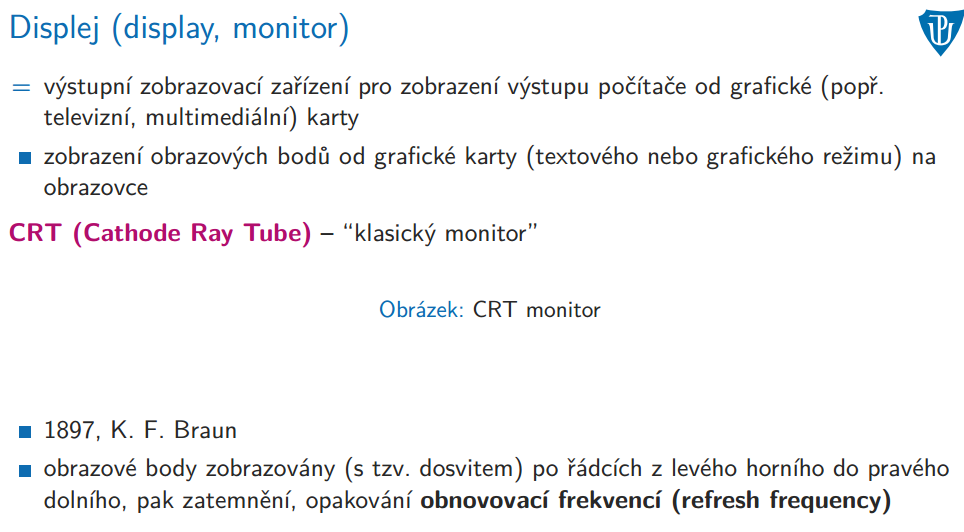 Displej (display, monitor)
= výstupní zobrazovací zařízení pro zobrazení výstupu počítače od grafické (popř.
televizní, multimediální) karty
zobrazení obrazových bodů od grafické karty (textového nebo grafického režimu) na
obrazovce
CRT (Cathode Ray Tube) – “klasický monitor”
Obrázek: CRT monitor
1897, K. F. Braun
obrazové body zobrazovány (s tzv. dosvitem) po řádcích z levého horního do pravého
dolního, pak zatemnění, opakování obnovovací frekvencí (refresh frequency)